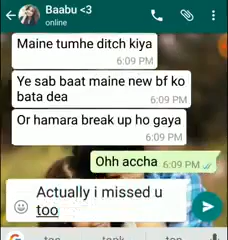 Baabu <3
online
Maine tumhe ditch kiya
6:09 PM
Ye sab baat maine new bf ko
bata dea
6:09 PM
Or hamara break up ho gaya
6:09 PM
Ohh accha 6:09 PM
Actually i missed u
too